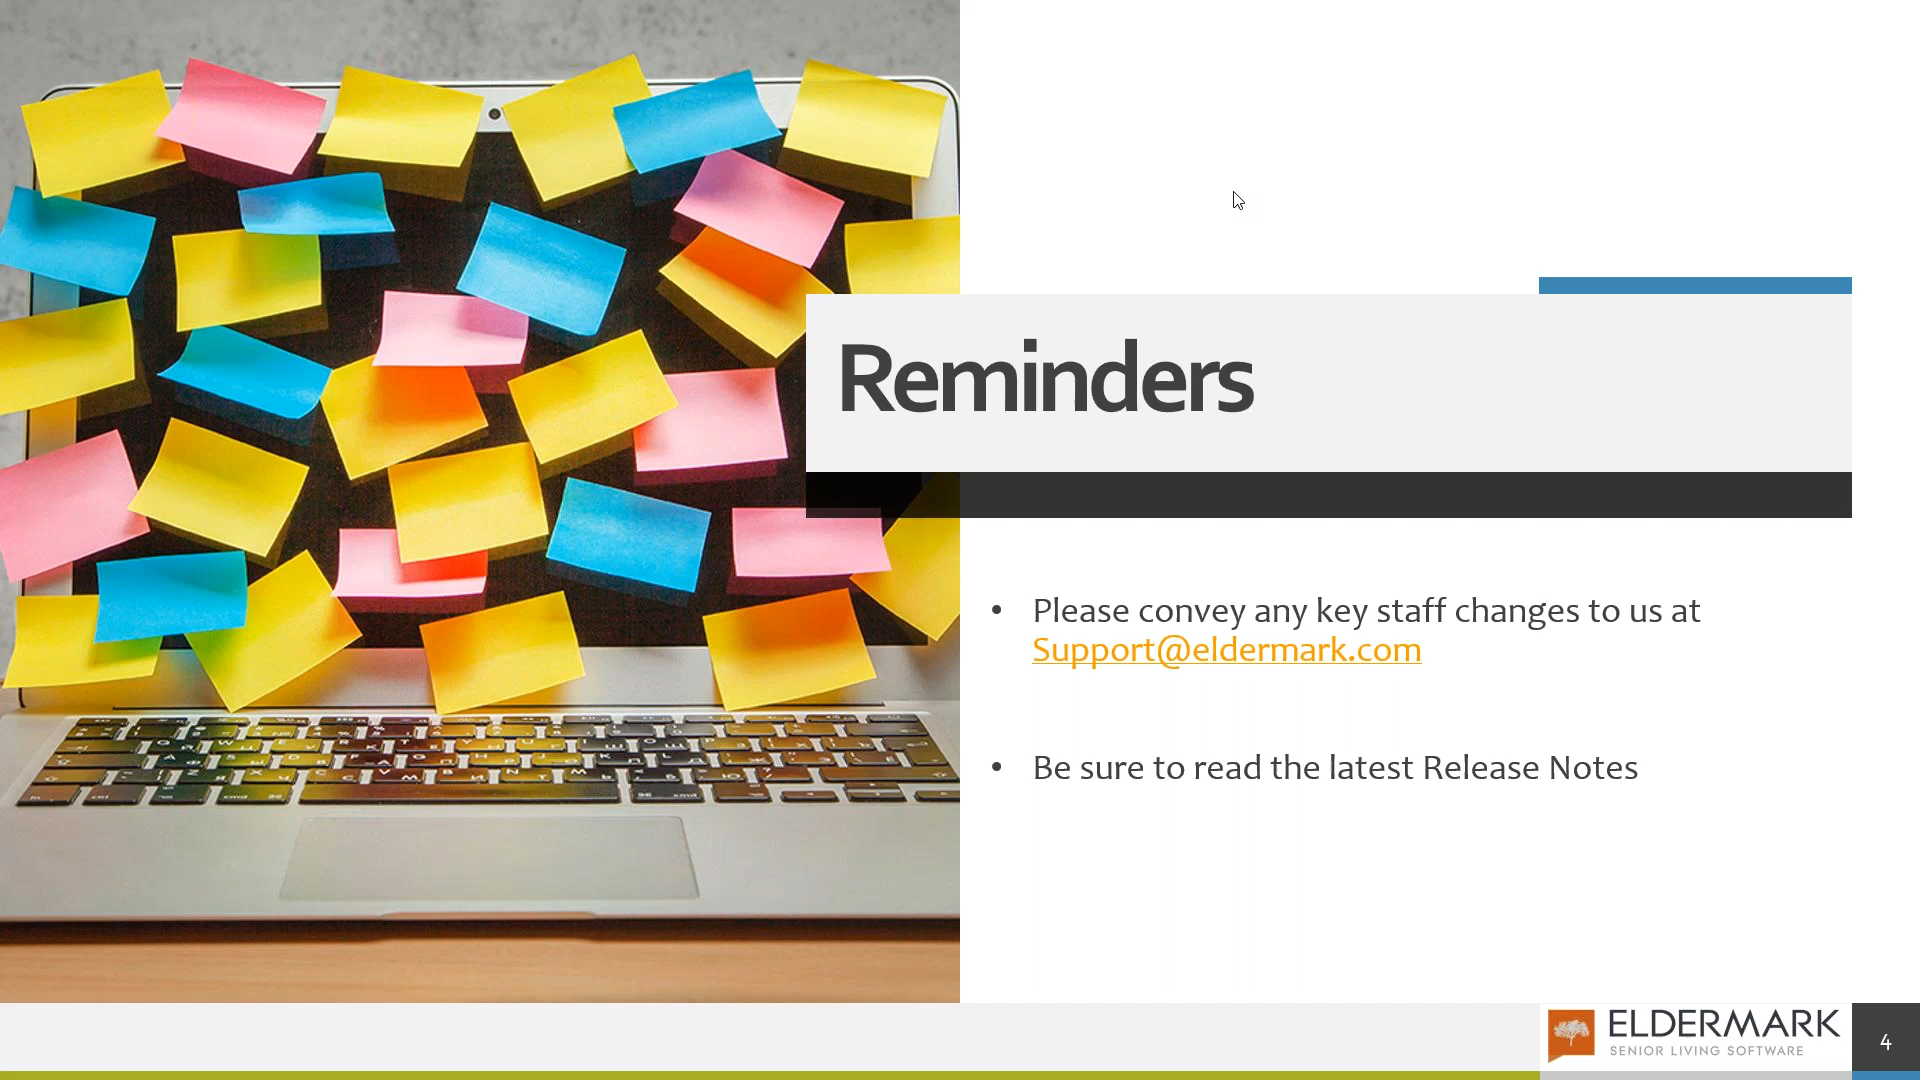 Reminders
• Please convey any key staff changes to us at
Support@eldermark.com
• Be sure to read the latest Release Notes
ELDERMARK
SENIOR LIVING SOFTWARE
4